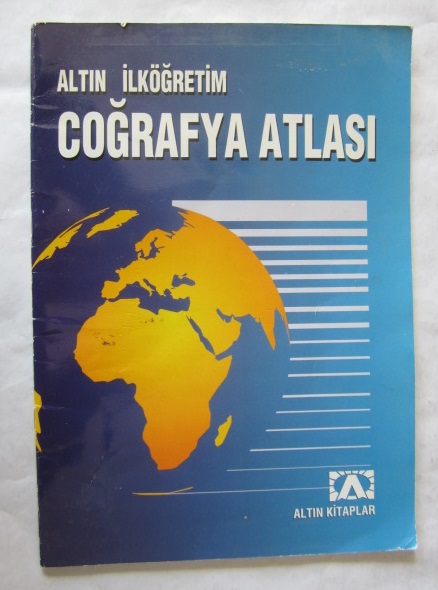 ALTIN İLKÖĞRETİM
COĞRAFYA ATLASI
ALTIN KİTAPLAR